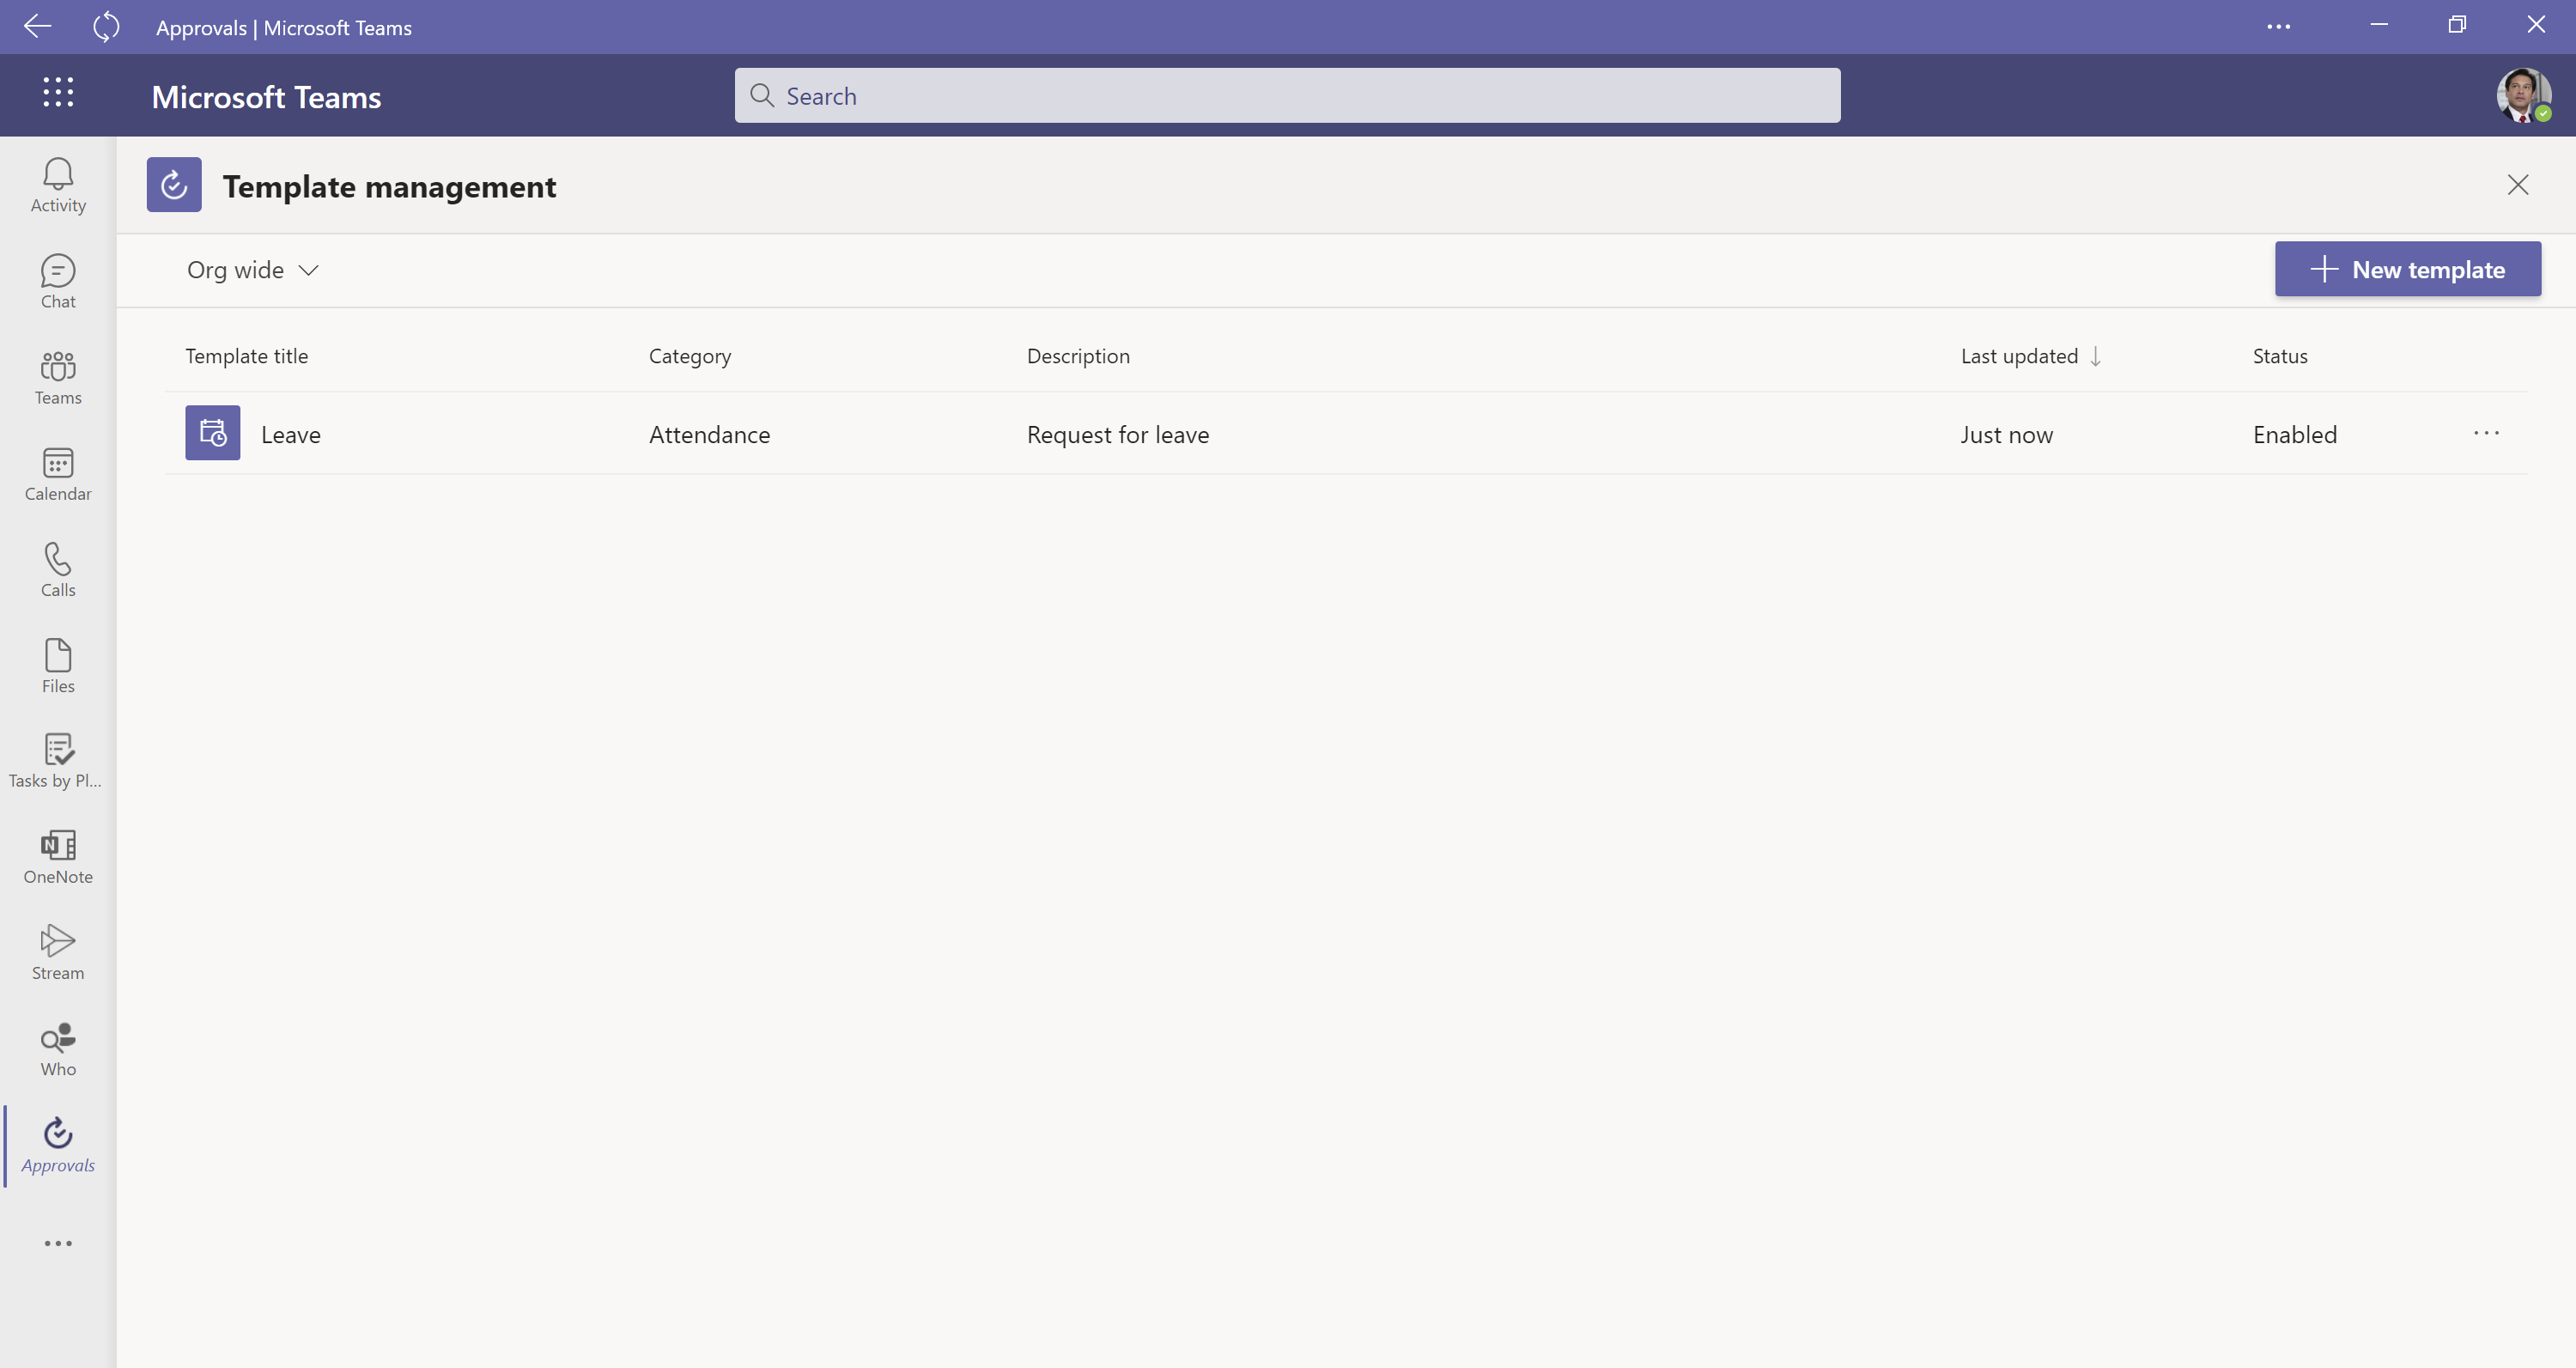 Approvals | Microsoft Teams
Microsoft Teams
Search
Activity
Chat
Teams
Calendar
Calls
Files
Tasks by Pl...
OneNote
Stream
Who
Approvals
Template management
Org wide
New template
Template title Category Description Last updated Status
Leave Attendance Request for leave Just now Enabled